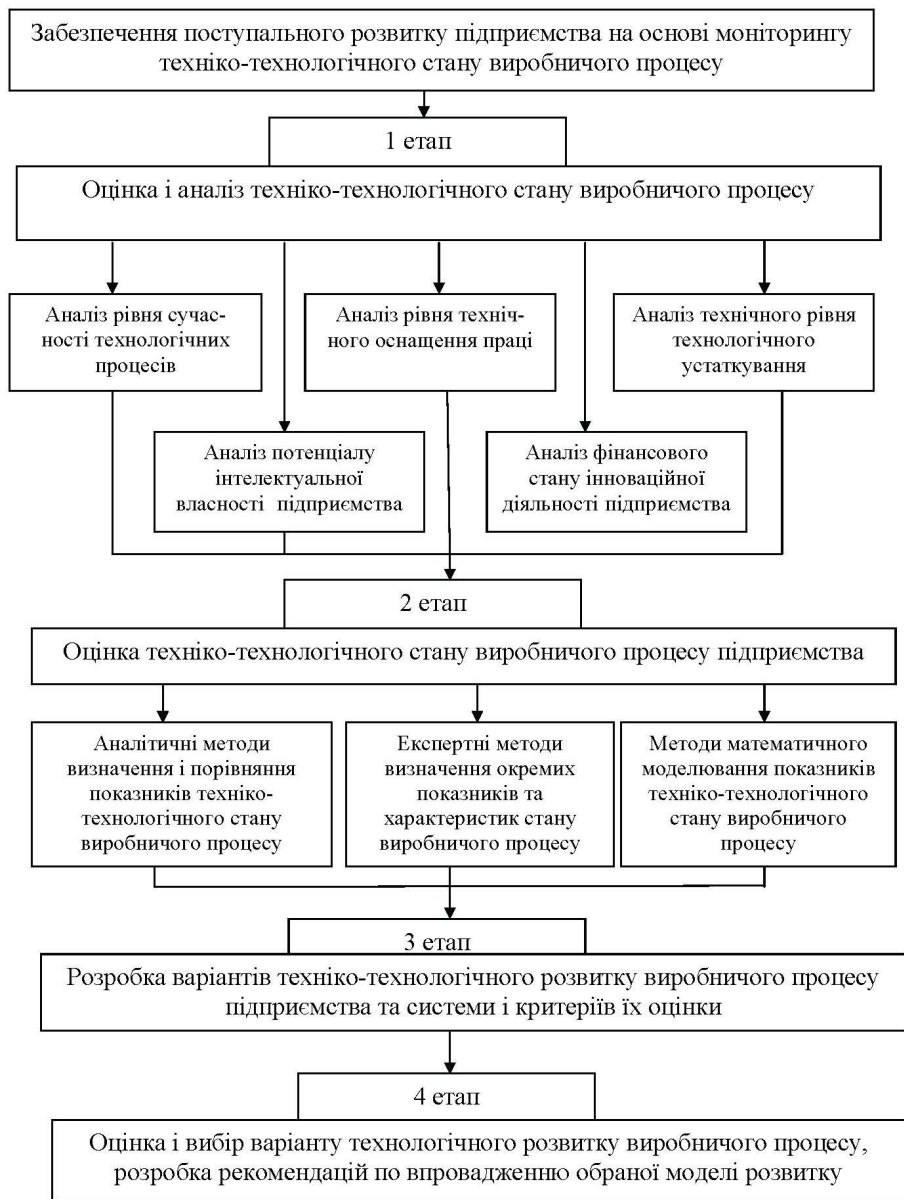 Забезпечення поступального розвитку підприємства на основі моніторингу
техніко-технологічного стану виробничого процесу
1 етап
Оцінка і аналіз техніко-технологічного стану виробничого процесу
Аналіз рівня сучас-
ності технологічних
процесів
Аналіз рівня техніч-
ного оснащення праці
Аналіз технічного рівня
технологічного
устаткування
Аналіз потенціалу
інтелектуальної
власності підприємства
Аналіз фінансового
стану інноваційної
діяльності підприємства
2 етап
Оцінка техніко-технологічного стану виробничого процесу підприємства
Аналітичні методи
визначення і порівняння
показників техніко-
технологічного стану
виробничого процесу
Експертні методи
визначення окремих
показників та
характеристик стану
виробничого процесу
Методи математичного
моделювання показників
техніко-технологічного
стану виробничого
процесу
3 етап
Розробка варіантів техніко-технологічного розвитку виробничого процесу
підприємства та системи і критеріїв їх оцінки
4 етап
Оцінка і вибір варіанту технологічного розвитку виробничого процесу,
розробка рекомендацій по впровадженню обраної моделі розвитку